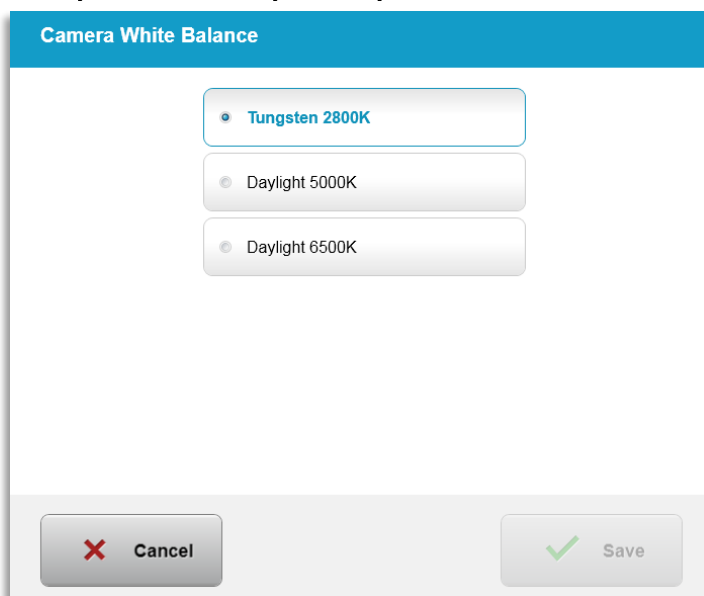 Camera White Balance
Tungsten 2800K
Daylight 5000K
Daylight 6500K
Cancel
Save